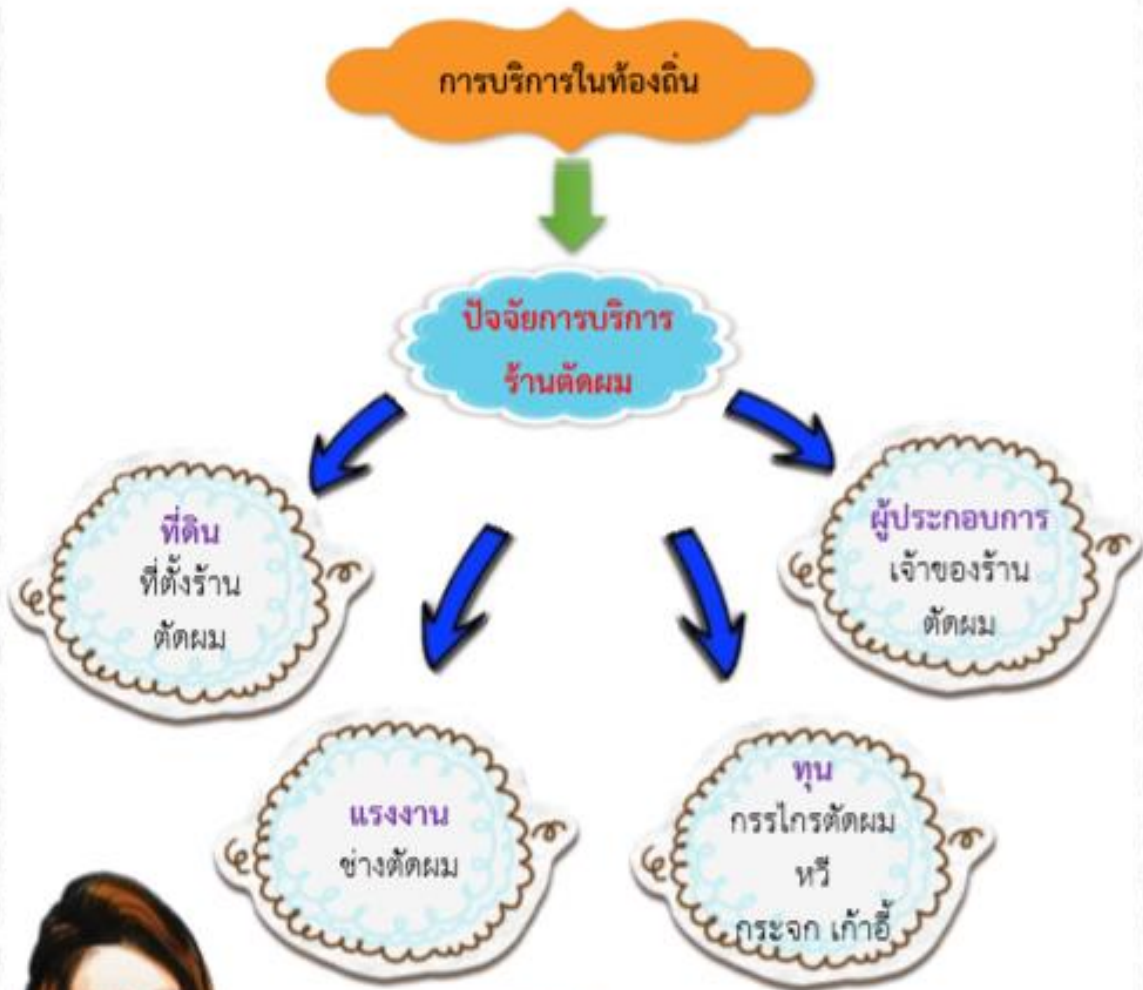 การบริการในท้องถิ่น
ปัจจัยการบริการ
ร้านตัดผม
ที่ดิน
ที่ตั้งร้าน
ตัดผม
แรงงาน
ช่างตัดผม
ทุน
กรรไกรตัดผม
หวี
กระจก เก้าอี้
ผู้ประกอบการ
เจ้าของร้าน
ตัดผม